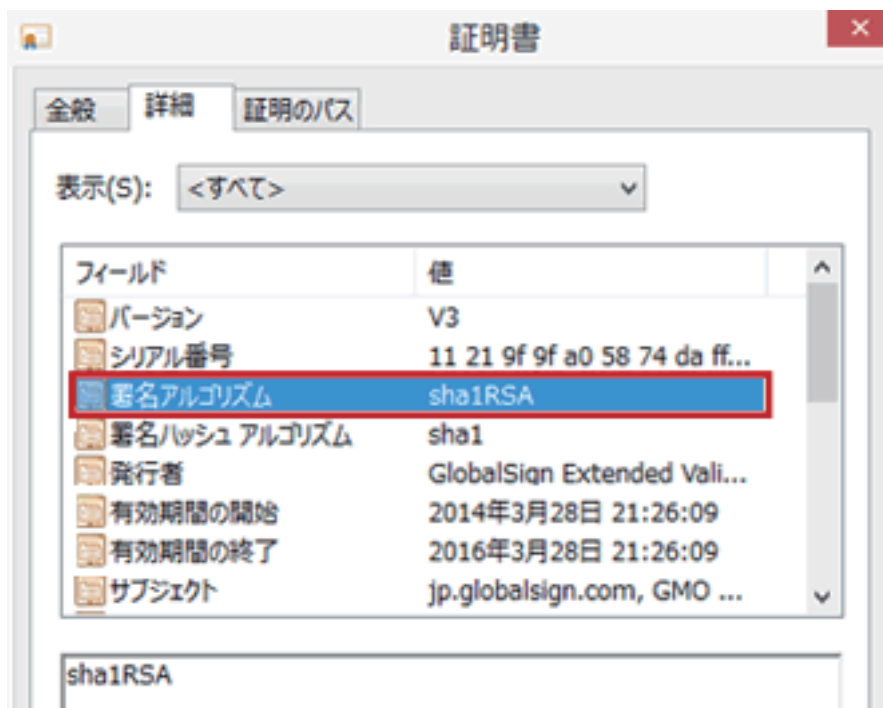 証明書
全般 詳細 証明のパス
表示(S): <すべて>
フィールド 値
バージョン V3
シリアル番号 11 21 9f 9f a0 58 74 da ff...
署名アルゴリズム sha1RSA
署名ハッシュ アルゴリズム sha1
発行者 GlobalSign Extended Vali...
有効期間の開始 2014年3月28日 21:26:09
有効期間の終了 2016年3月28日 21:26:09
サブジェクト jp.globalsign.com, GMO ...
sha1RSA